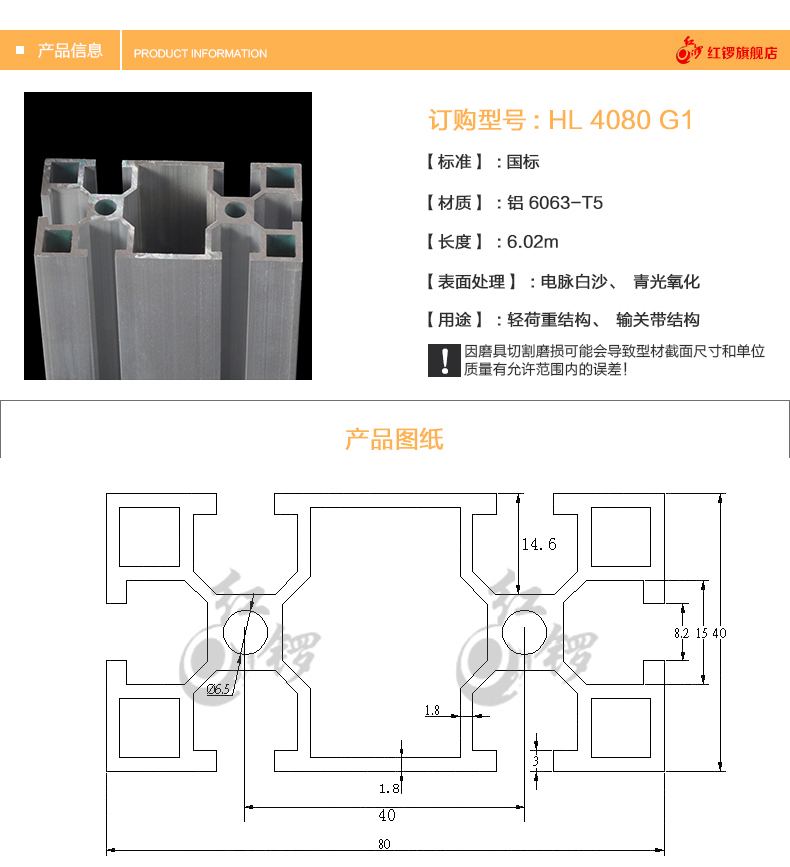 产品信息
PRODUCT INFORMATION
红锣旗舰店
订购型号：HL 4080 G1
【标准】：国标
【材质】：铝 6063-T5
【长度】：6.02m
【表面处理】：电脉白沙、 青光氧化
【用途】：轻荷重结构、 输关带结构
因磨具切割磨损可能会导致型材截面尺寸和单位
质量有允许范围内的误差！
产品图纸
14.6
8.2
15
40
红锣
红锣
Ø6.5
1.8
3
1.8
40
80